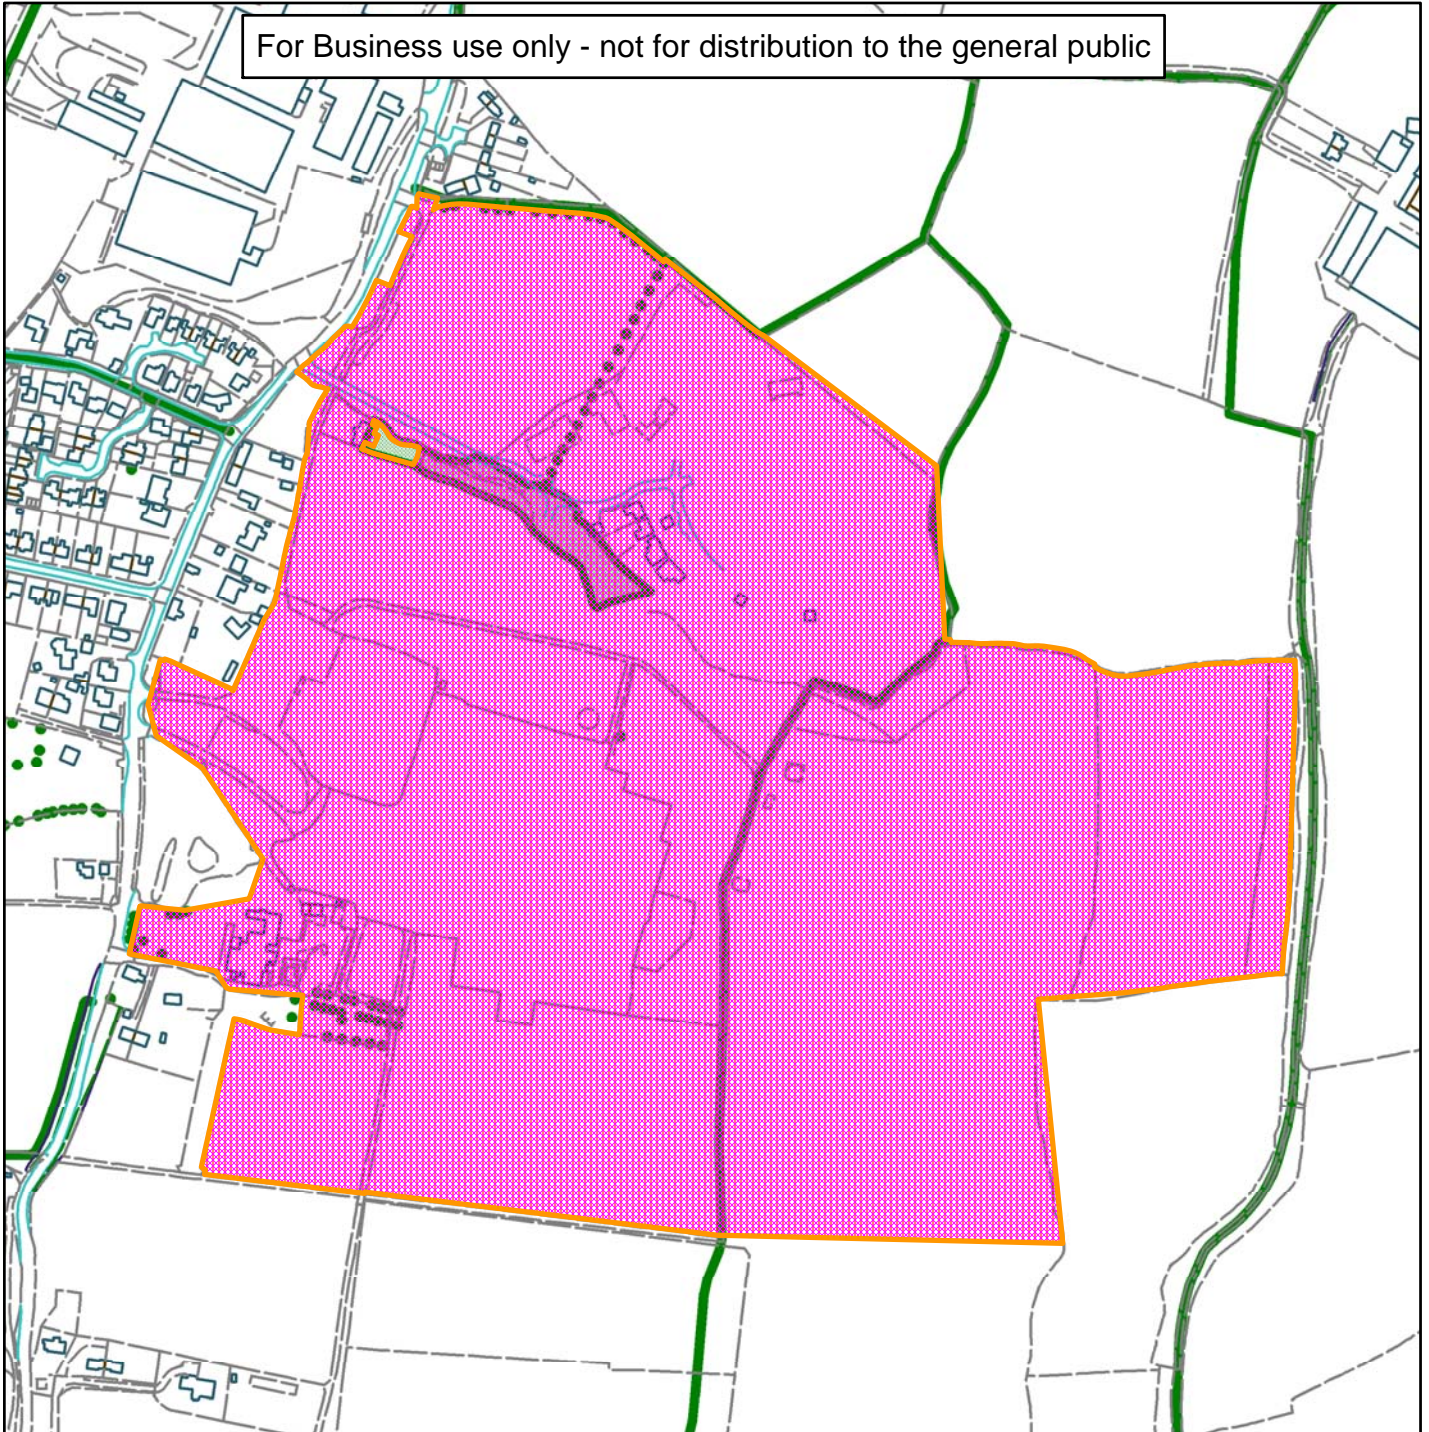 For Business use only - not for distribution to the general public